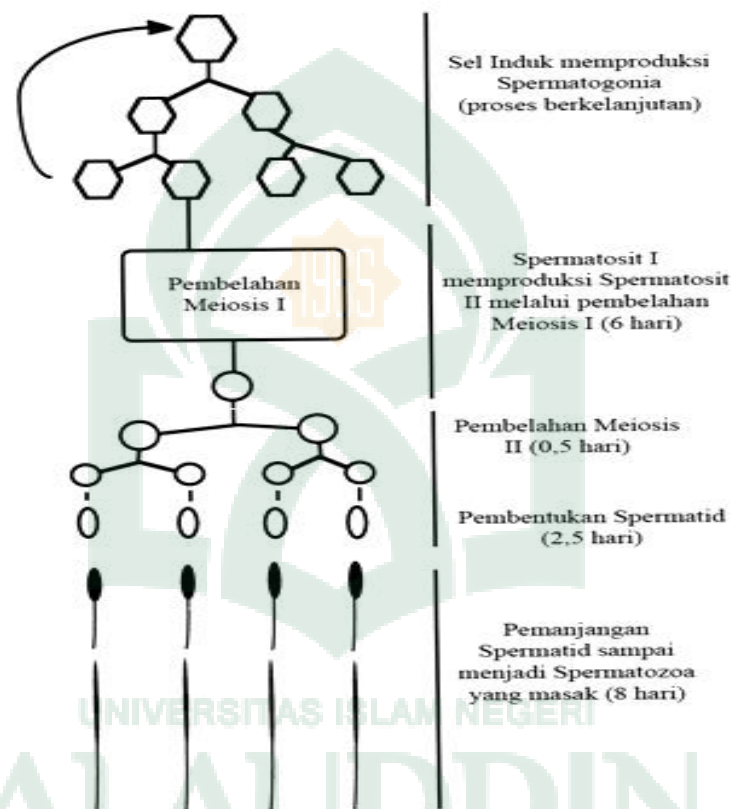 Sel Induk memproduksi
Spermatogonia
(proses berkelanjutan)
Pembelahan
Meiosis I
Spermatosit I
memproduksi Spermatosit
II melalui pembelahan
Meiosis I (6 hari)
Pembelahan Meiosis
II (0,5 hari)
Pembentukan Spermatid
(2,5 hari)
Pemanjangan
Spermatid sampai
menjadi Spermatozoa
yang masak (8 hari)
1965
UNIVERSITAS ISLAM NEGERI
ALAUDDIN